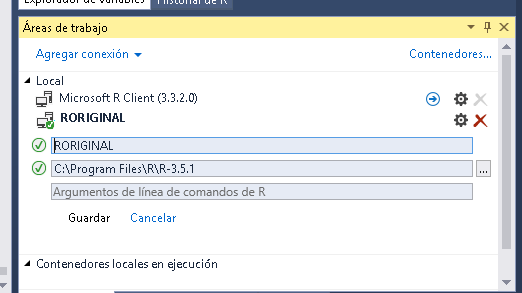 Explorador de variables
Historial de R
Áreas de trabajo
Agregar conexión
Contenedores...
Local
Microsoft R Client (3.3.2.0)
RORIGINAL
RORIGINAL
C:\Program Files\R\R-3.5.1
...
Argumentos de línea de comandos de R
Guardar
Cancelar
Contenedores locales en ejecución